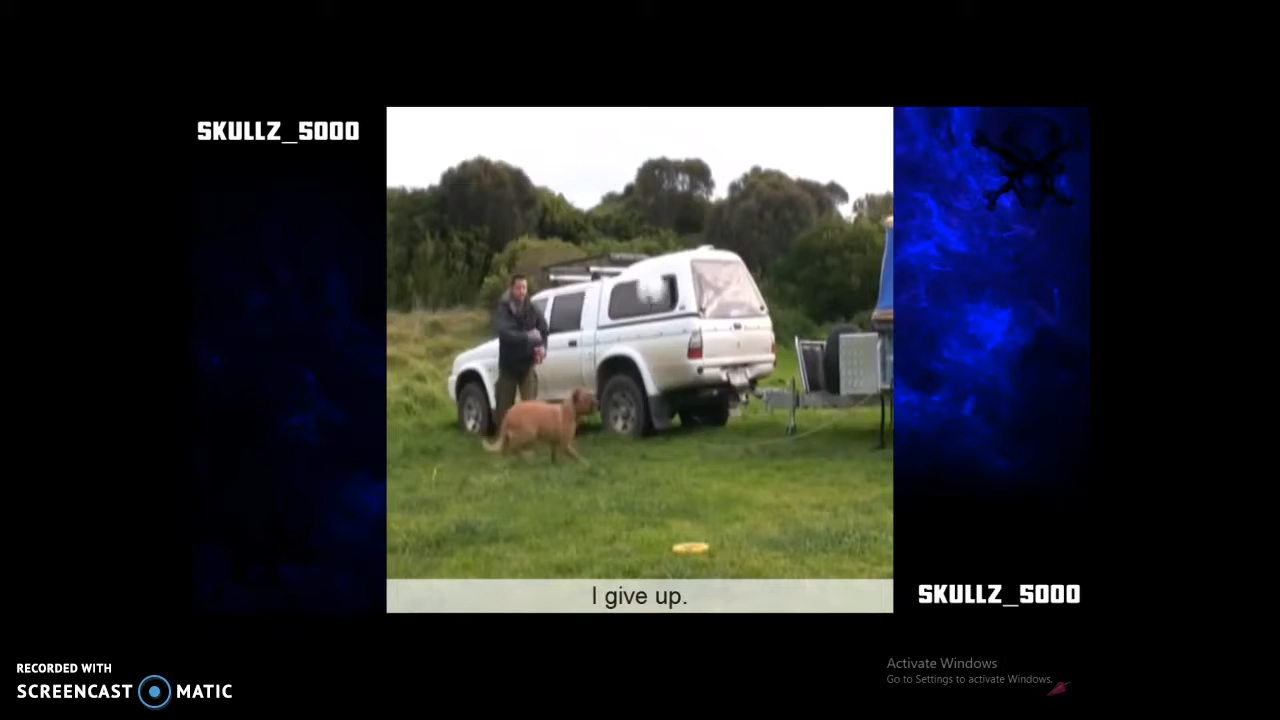 SKULLZ_5000
I give up.
SKULLZ_5000
RECORDED WITH
SCREENCAST MATIC
Activate Windows
Go to Settings to activate Windows.